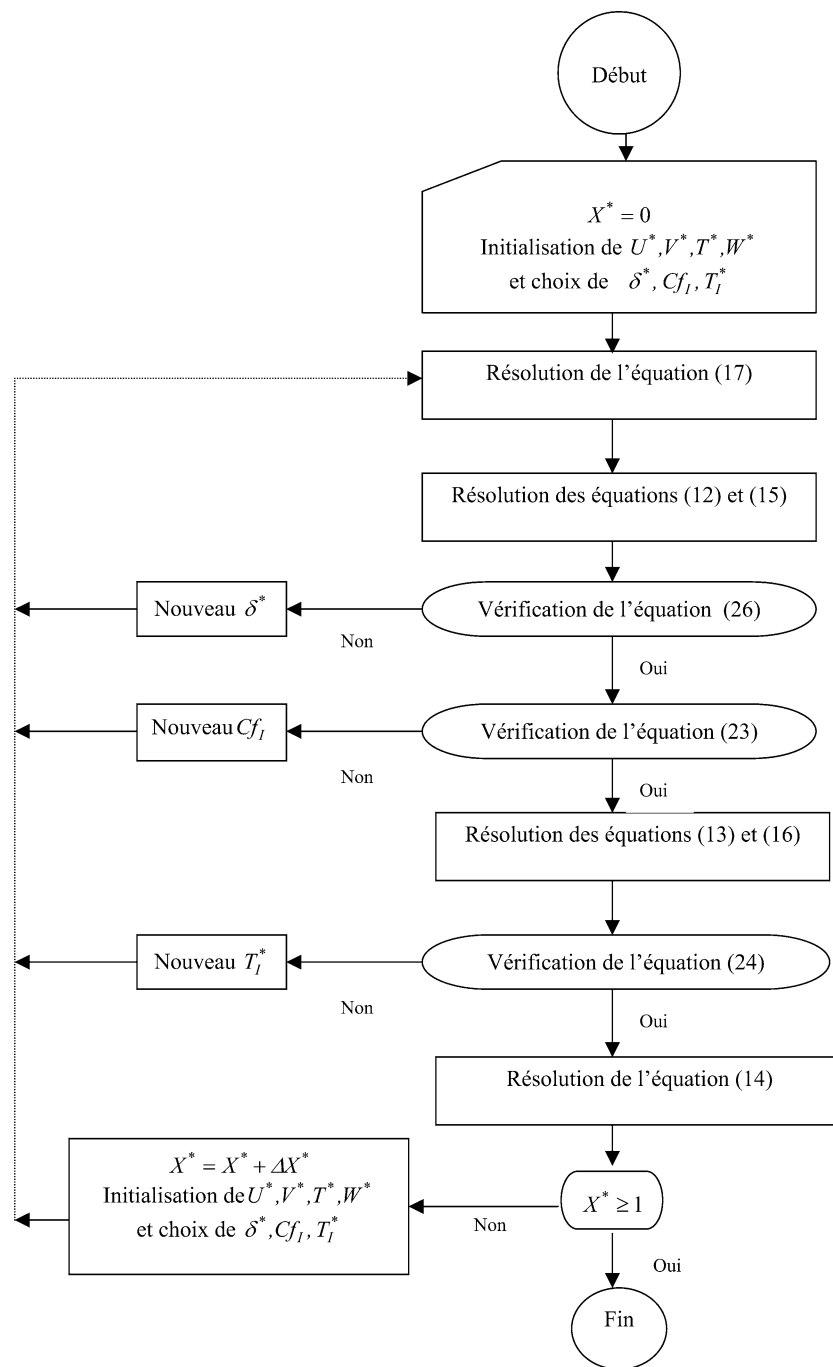 Début
X* = 0
Initialisation de U*,V*,T*,W*
et choix de δ*, Cf_I, T_I*
Résolution de l’équation (17)
Résolution des équations (12) et (15)
Nouveau δ*
Non
Vérification de l’équation (26)
Oui
Nouveau Cf_I
Non
Vérification de l’équation (23)
Oui
Résolution des équations (13) et (16)
Nouveau T_I*
Non
Vérification de l’équation (24)
Oui
Résolution de l’équation (14)
X* = X* + ΔX*
Initialisation de U*,V*,T*,W*
et choix de δ*,Cf_I,T_I*
Non
X* ≥ 1
Oui
Fin